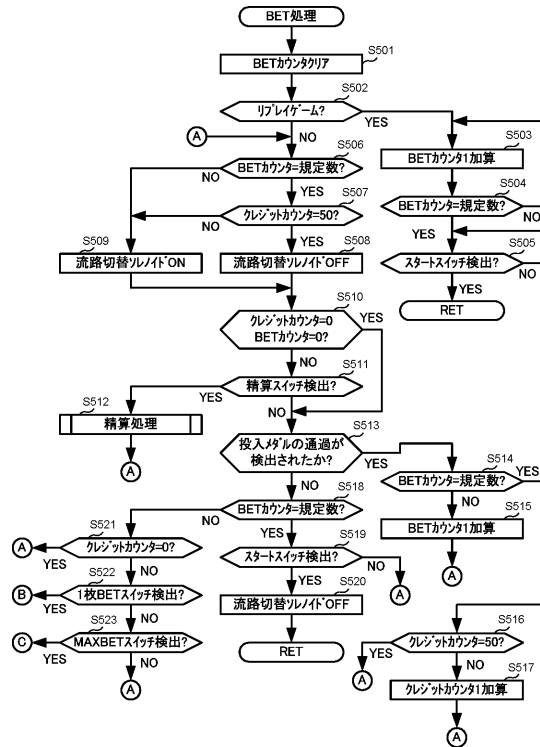 BET処理
S501
BETカウンタクリア
S502
リプレイゲーム?
YES
NO
A
S503
BETカウンタ1加算
S504
BETカウンタ=規定数?
NO
YES
S505
スタートスイッチ検出?
NO
YES
RET
S506
BETカウンタ=規定数?
NO
YES
S507
クレジットカウンタ=50?
NO
YES
S509
流路切替ソレノイドON
S508
流路切替ソレノイドOFF
S510
クレジットカウンタ=0
BETカウンタ=0?
YES
NO
S511
精算スイッチ検出?
YES
NO
S512
精算処理
A
S513
投入メダルの通過が
検出されたか?
YES
NO
S514
BETカウンタ=規定数?
YES
NO
S515
BETカウンタ1加算
A
S518
BETカウンタ=規定数?
NO
YES
S519
スタートスイッチ検出?
NO
A
YES
S520
流路切替ソレノイドOFF
RET
S521
クレジットカウンタ=0?
A
YES
NO
S522
1枚BETスイッチ検出?
B
YES
NO
S523
MAXBETスイッチ検出?
C
YES
NO
A
S516
クレジットカウンタ=50?
YES
A
NO
S517
クレジットカウンタ1加算
A